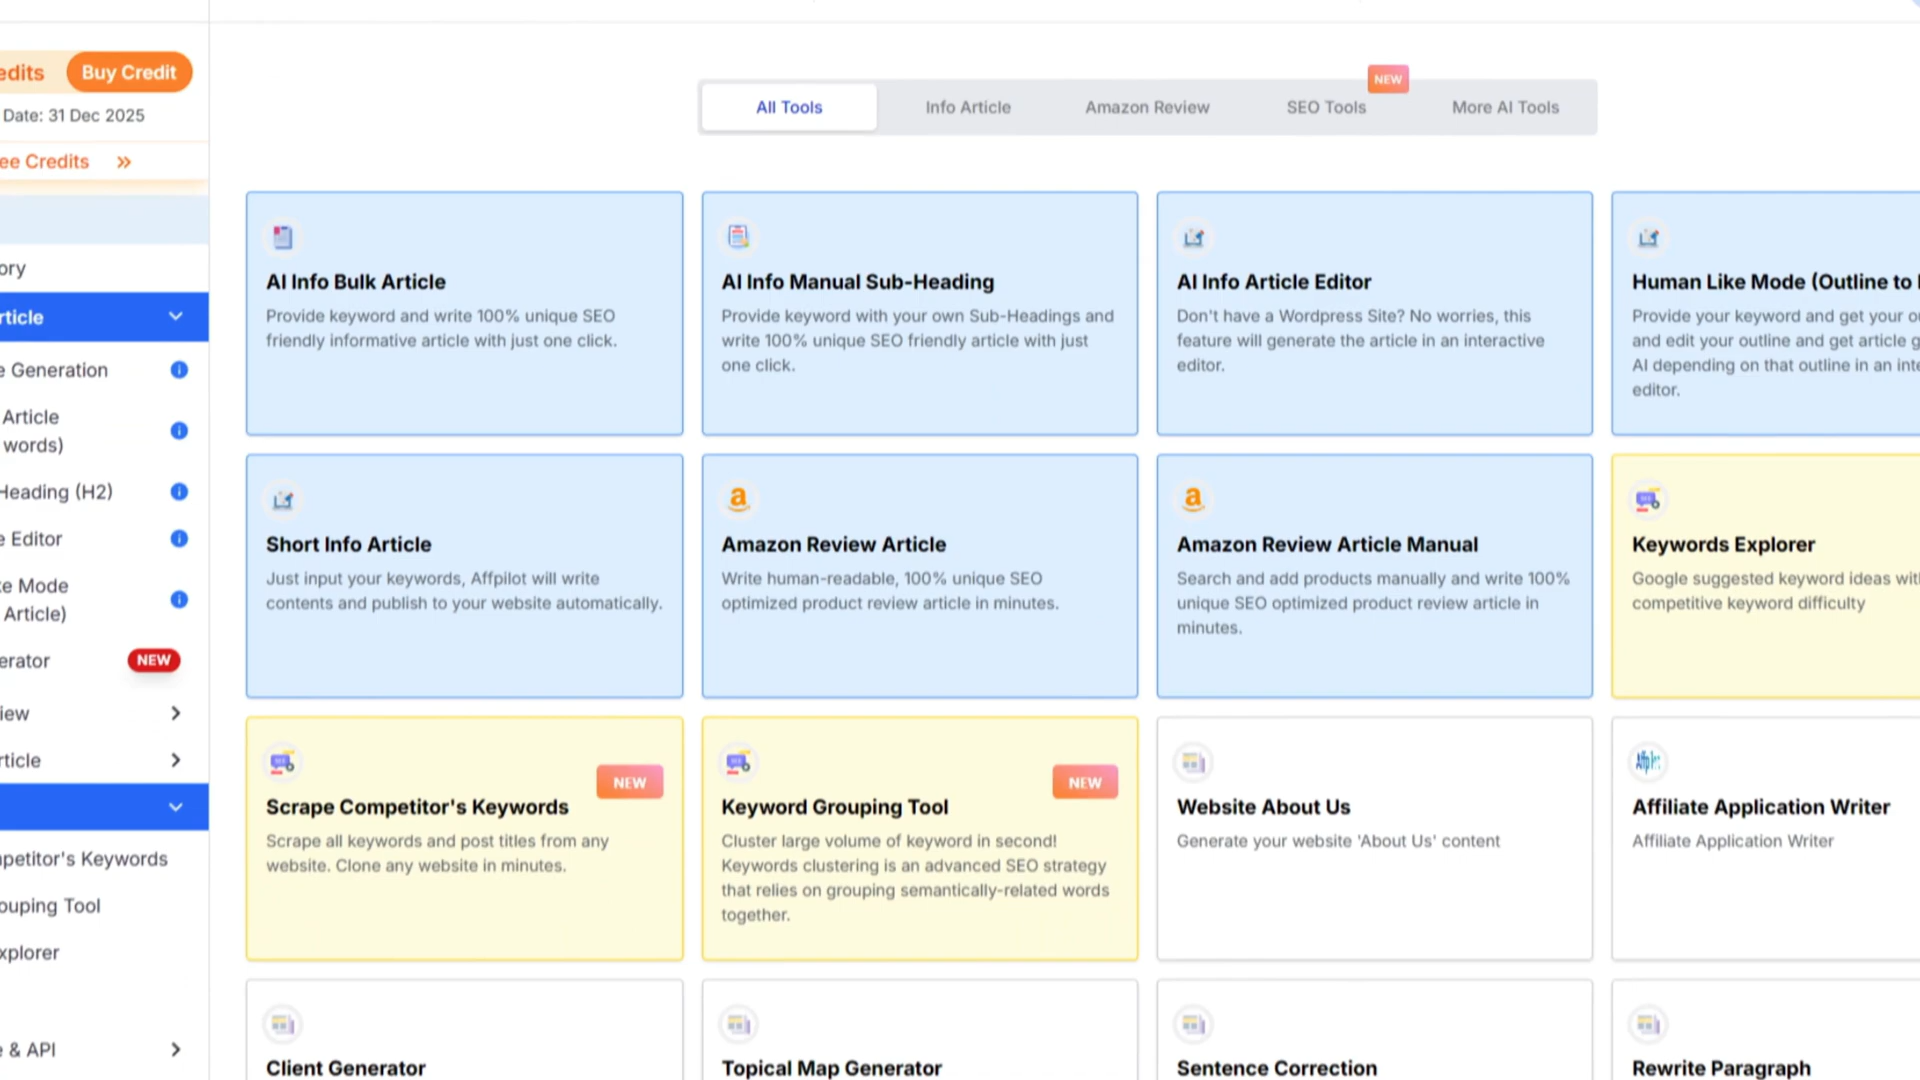 edits
Buy Credit
Date: 31 Dec 2025
ee Credits
ory
rticle
e Generation
Article
words)
Heading (H2)
e Editor
ke Mode
Article)
erator
NEW
iew
rticle
petitor's Keywords
ouping Tool
xplorer
e & API
All Tools
Info Article
Amazon Review
SEO Tools
NEW
More AI Tools
AI Info Bulk Article
Provide keyword and write 100% unique SEO
friendly informative article with just one click.
AI Info Manual Sub-Heading
Provide keyword with your own Sub-Headings and
write 100% unique SEO friendly article with just
one click.
AI Info Article Editor
Don't have a Wordpress Site? No worries, this
feature will generate the article in an interactive
editor.
Human Like Mode (Outline to
Provide your keyword and get your o
and edit your outline and get article g
AI depending on that outline in an inte
editor.
Short Info Article
Just input your keywords, Affpilot will write
contents and publish to your website automatically.
Amazon Review Article
Write human-readable, 100% unique SEO
optimized product review article in minutes.
Amazon Review Article Manual
Search and add products manually and write 100%
unique SEO optimized product review article in
minutes.
Keywords Explorer
Google suggested keyword ideas wit
competitive keyword difficulty
NEW
Scrape Competitor's Keywords
Scrape all keywords and post titles from any
website. Clone any website in minutes.
NEW
Keyword Grouping Tool
Cluster large volume of keyword in second!
Keywords clustering is an advanced SEO strategy
that relies on grouping semantically-related words
together.
Website About Us
Generate your website 'About Us' content
Affiliate Application Writer
Affiliate Application Writer
Client Generator
Topical Map Generator
Sentence Correction
Rewrite Paragraph